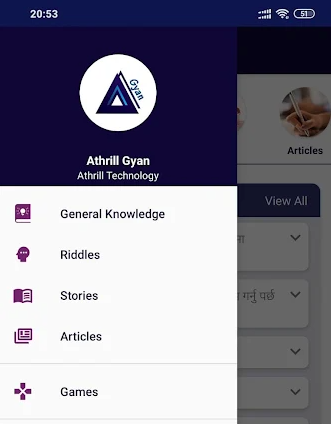 20:53
51
Gyan
Athrill Gyan
Athrill Technology
Articles
View All
General Knowledge
Riddles
Stories
गर्नु पर्छ
Articles
Games